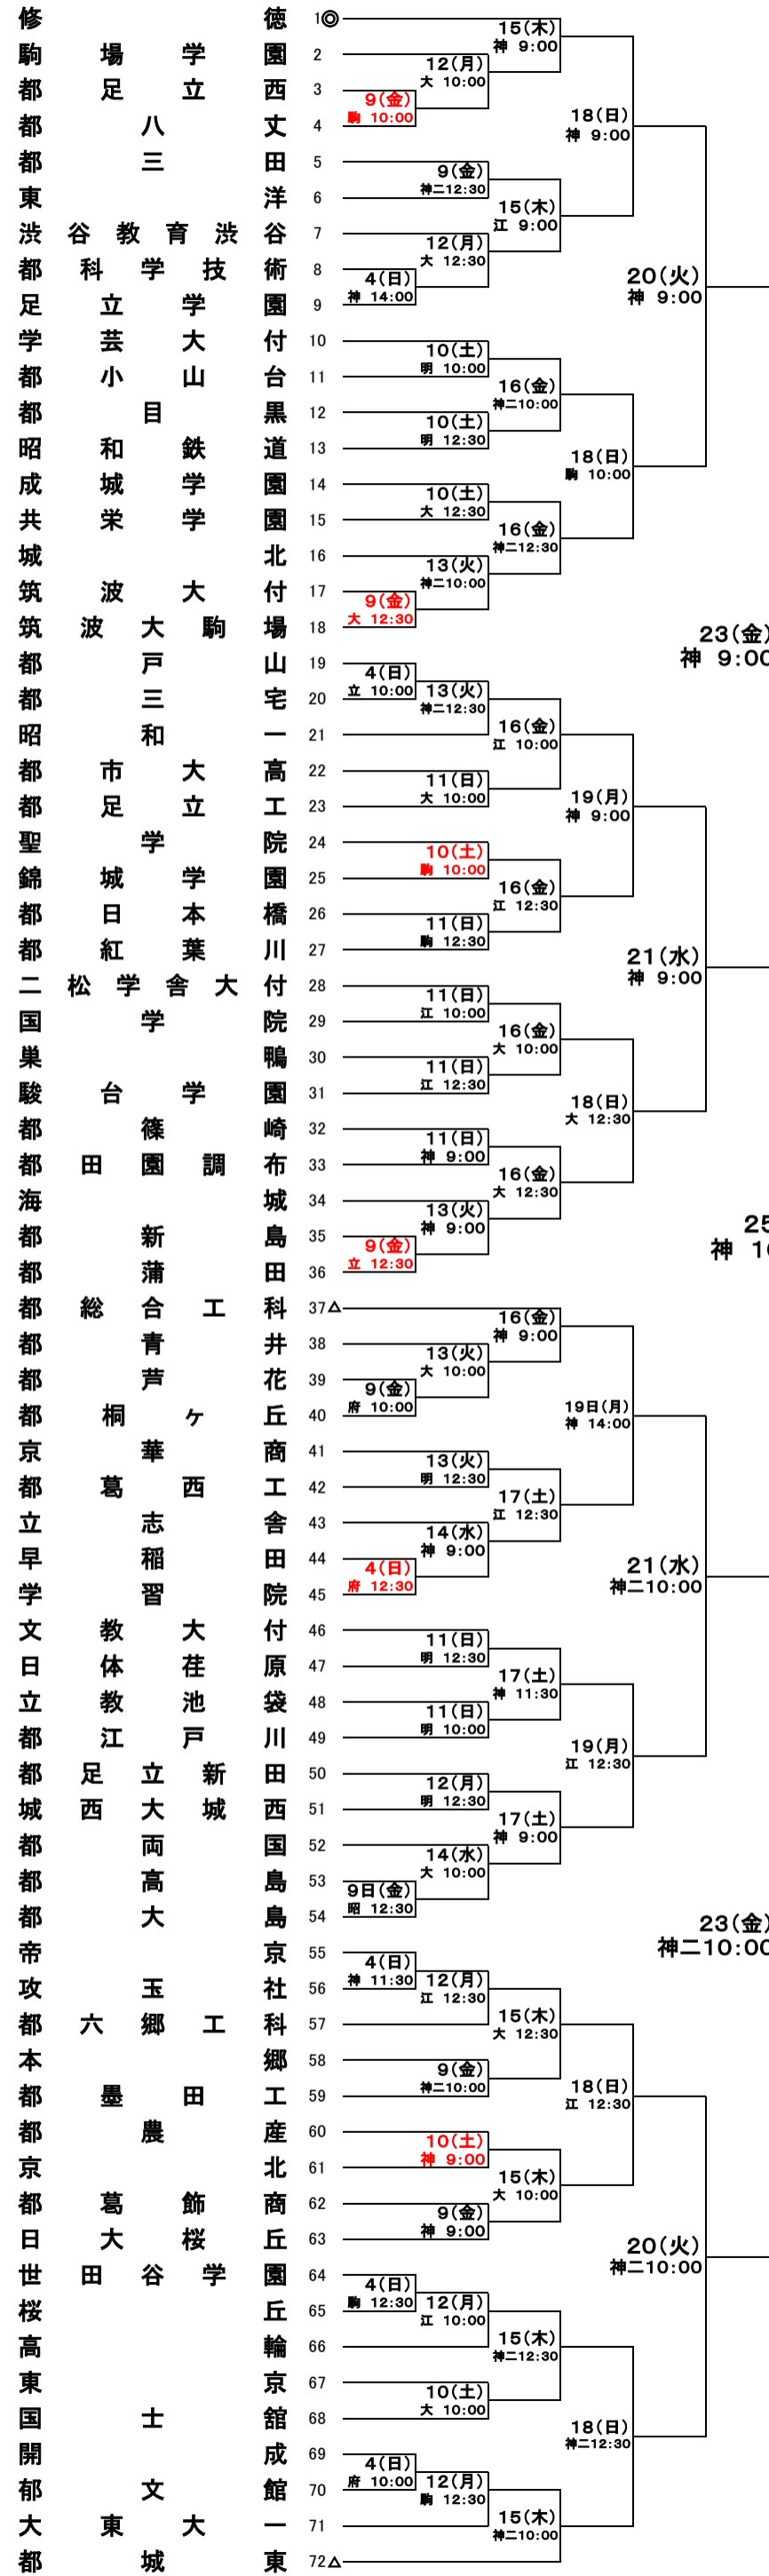 修徳 1◎
駒場学園 2
都足立西 3
都八丈 4
都三田 5
東洋 6
渋谷教育渋谷 7
都科学技術 8
足立学園 9
学芸大付 10
都小山台 11
都目黒 12
昭和鉄道 13
成城学園 14
共栄学園 15
城北 16
筑波大付 17
筑波大駒場 18
都戸山 19
都三宅 20
昭和一 21
都市大高 22
都足立工 23
聖学院 24
錦城学園 25
都日本橋 26
都紅葉川 27
二松学舎大付 28
国学院 29
巣鴨 30
駿台学園 31
都篠崎 32
都田園調布 33
海城 34
都新島 35
都蒲田 36
都総合工科 37△
都青井 38
都芦花 39
都桐ヶ丘 40
京華商 41
都葛西工 42
立志舎 43
早稲田 44
学習院 45
文教大付 46
日体荏原 47
立教池袋 48
都江戸川 49
都足立新田 50
城西大城西 51
都両国 52
都高島 53
都大島 54
帝京 55
攻玉社 56
都六郷工科 57
本郷 58
都墨田工 59
都農産 60
京北 61
都葛飾商 62
日大桜丘 63
世田谷学園 64
桜丘 65
高輪 66
東京 67
国士舘 68
開成 69
郁文館 70
大東大一 71
都城東 72△
9(金)
駒 10:00
4(日)
神 14:00
9(金)
大 12:30
4(日)
立 10:00
9(金)
立 12:30
9(金)
府 10:00
4(日)
府 12:30
9日(金)
昭 12:30
4(日)
神 11:30
4(日)
駒 12:30
4(日)
府 10:00
12(月)
大 10:00
9(金)
神二12:30
12(月)
大 12:30
10(土)
明 10:00
10(土)
明 12:30
10(土)
大 12:30
13(火)
神二10:00
13(火)
神二12:30
11(日)
大 10:00
10(土)
駒 10:00
11(日)
駒 12:30
11(日)
江 10:00
11(日)
江 12:30
11(日)
神 9:00
13(火)
神 9:00
13(火)
大 10:00
13(火)
明 12:30
14(水)
神 9:00
11(日)
明 12:30
11(日)
明 10:00
12(月)
明 12:30
14(水)
大 10:00
12(月)
江 12:30
9(金)
神二10:00
10(土)
神 9:00
9(金)
神 9:00
12(月)
江 10:00
10(土)
大 10:00
12(月)
駒 12:30
15(木)
神 9:00
15(木)
江 9:00
16(金)
神二10:00
16(金)
神二12:30
16(金)
江 10:00
16(金)
江 12:30
16(金)
大 10:00
16(金)
大 12:30
16(金)
神 9:00
17(土)
江 12:30
17(土)
神 11:30
17(土)
神 9:00
15(木)
大 12:30
15(木)
大 10:00
15(木)
神二12:30
15(木)
神二10:00
18(日)
神 9:00
18(日)
駒 10:00
19(月)
神 9:00
18(日)
大 12:30
19日(月)
神 14:00
19(月)
江 12:30
18(日)
江 12:30
18(日)
神二12:30
20(火)
神 9:00
21(水)
神 9:00
21(水)
神二10:00
20(火)
神二10:00
23(金)
神 9:00
23(金)
神二10:00
25
神 1